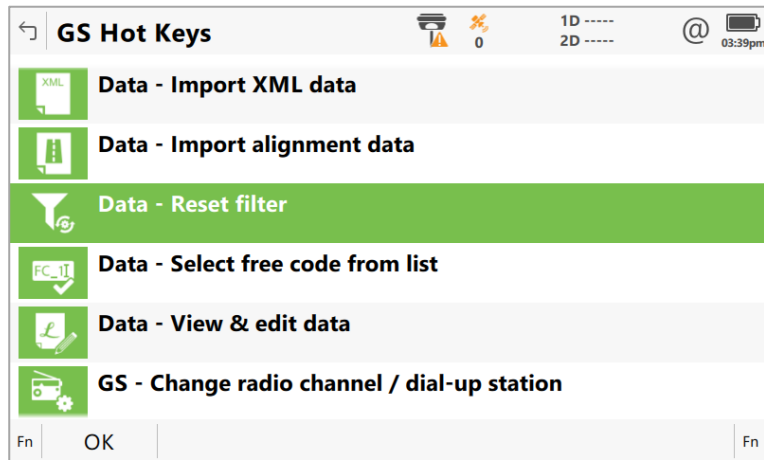 GS Hot Keys
0
1D -----
2D -----
@
03:39pm
XML
Data - Import XML data
Data - Import alignment data
Data - Reset filter
FC_1
Data - Select free code from list
L
Data - View & edit data
GS - Change radio channel / dial-up station
Fn
OK
Fn